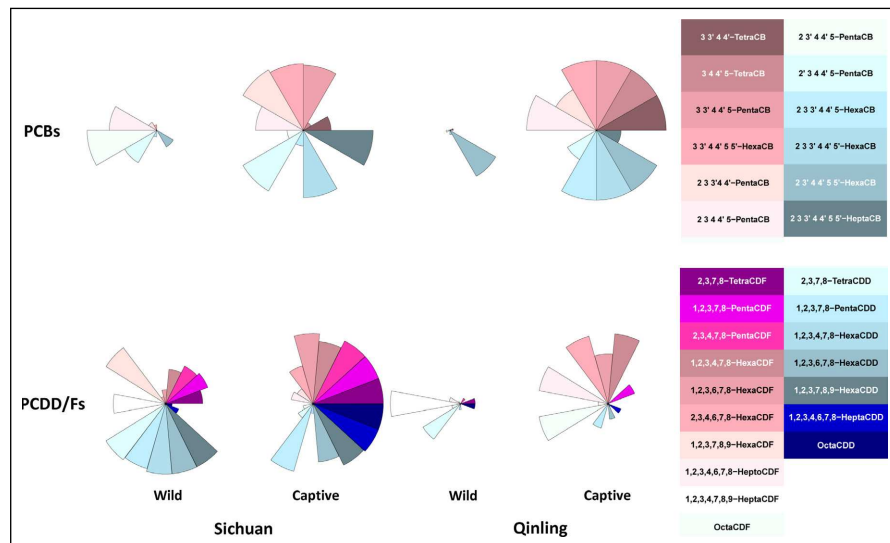 PCBs
3 3' 4 4'-TetraCB
2 3' 4 4' 5-PentaCB
3 4 4' 5-TetraCB
2' 3 4 4' 5-PentaCB
3 3' 4 4' 5-PentaCB
2 3 3' 4 4' 5-HexaCB
3 3' 4 4' 5 5'-HexaCB
2 3 3' 4 4' 5'-HexaCB
2 3 3'4 4'-PentaCB
2 3' 4 4' 5 5'-HexaCB
2 3 4 4' 5-PentaCB
2 3 3' 4 4' 5 5'-HeptaCB
PCDD/Fs
2,3,7,8-TetraCDF
2,3,7,8-TetraCDD
1,2,3,7,8-PentaCDF
1,2,3,7,8-PentaCDD
2,3,4,7,8-PentaCDF
1,2,3,4,7,8-HexaCDD
1,2,3,4,7,8-HexaCDF
1,2,3,6,7,8-HexaCDD
1,2,3,6,7,8-HexaCDF
1,2,3,7,8,9-HexaCDD
2,3,4,6,7,8-HexaCDF
1,2,3,4,6,7,8-HeptaCDD
1,2,3,7,8,9-HexaCDF
OctaCDD
1,2,3,4,6,7,8-HeptoCDF
1,2,3,4,7,8,9-HeptaCDF
OctaCDF
Wild Captive Wild Captive
Sichuan Qinling